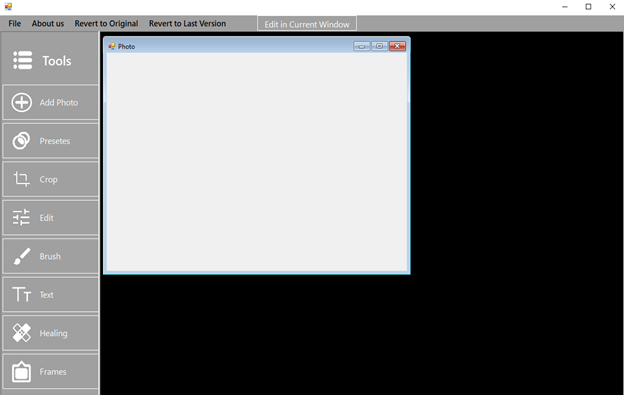 File About us Revert to Original Revert to Last Version Edit in Current Window
Photo
Tools
Add Photo
Presetes
Crop
Edit
Brush
Text
Healing
Frames